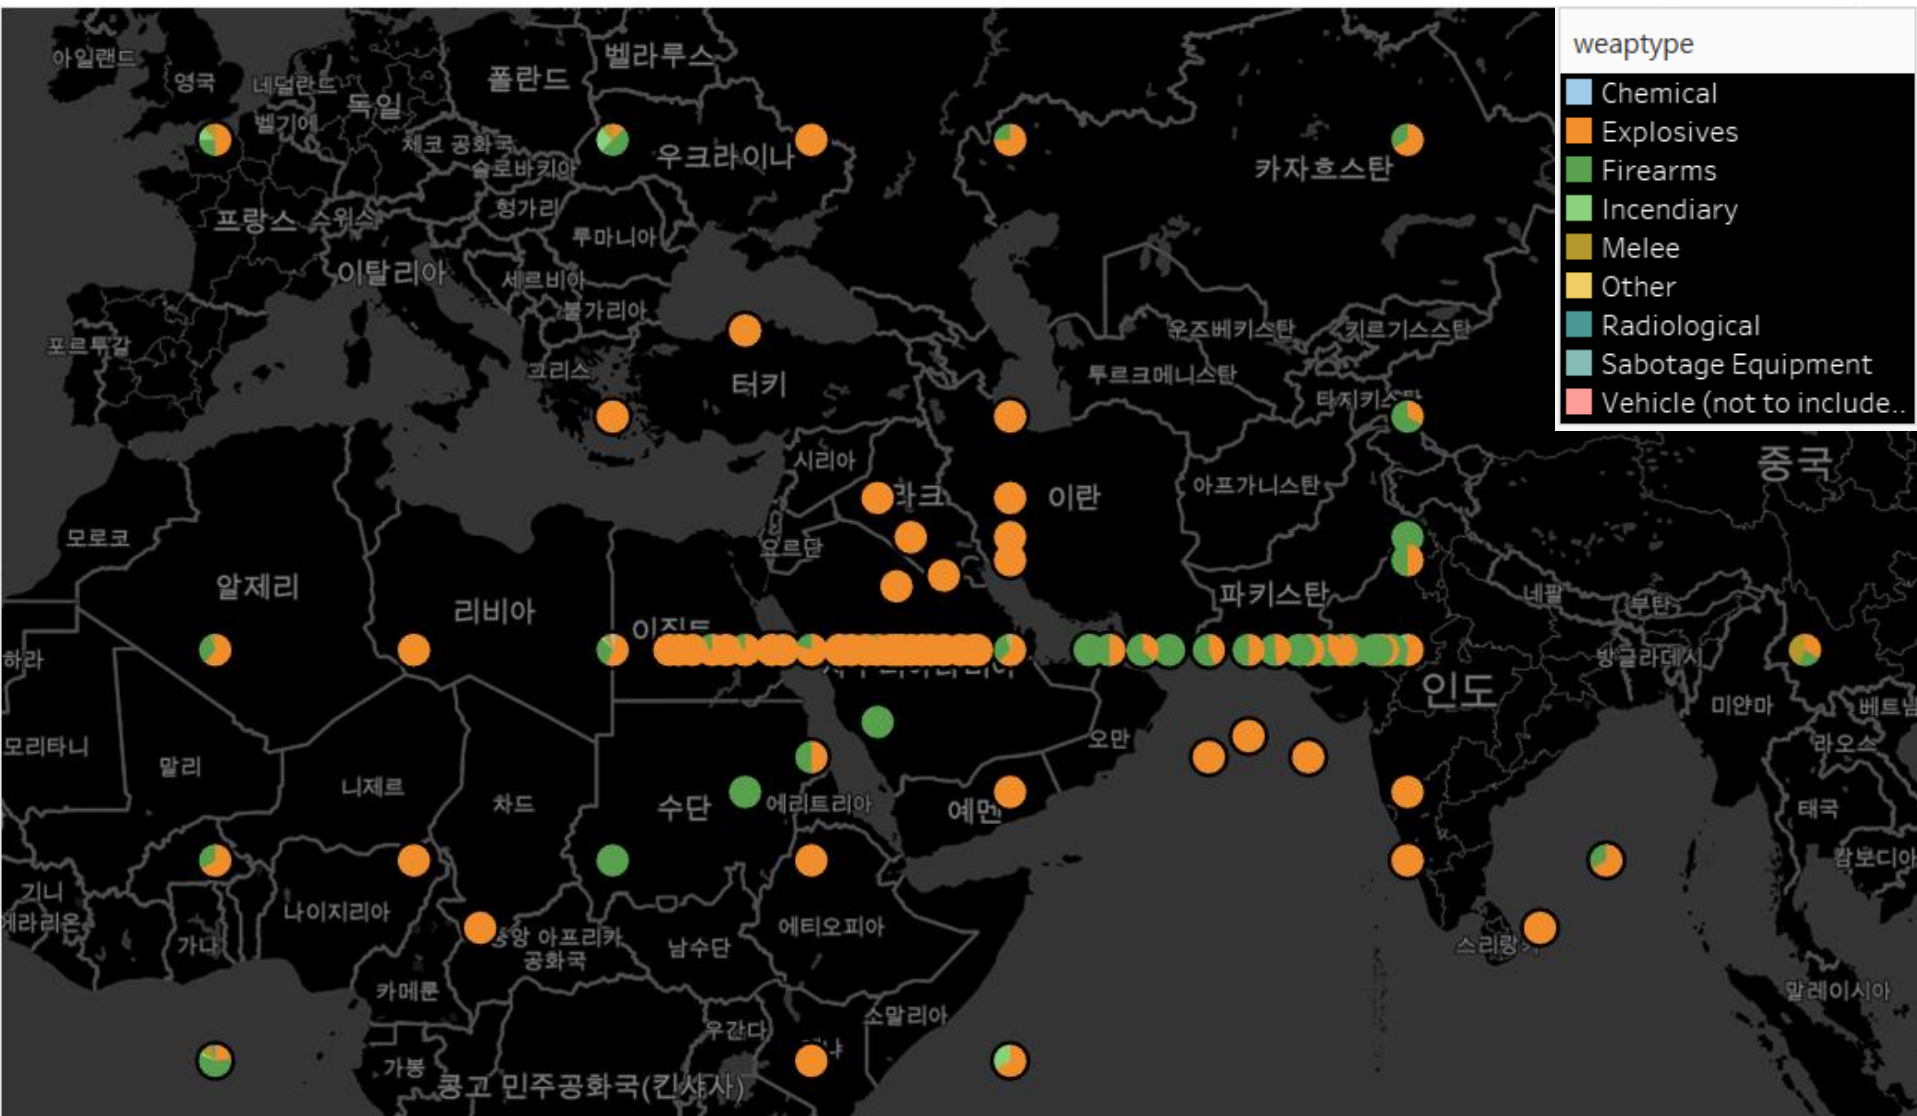 weaptype
Chemical
Explosives
Firearms
Incendiary
Melee
Other
Radiological
Sabotage Equipment
Vehicle (not to include..
아일랜드
영국
네덜란드
벨기에
독일
폴란드
벨라루스
체코 공화국
슬로바키아
우크라이나
카자흐스탄
프랑스
스위스
헝가리
루마니아
이탈리아
세르비아
불가리아
포르투갈
그리스
터키
우즈베키스탄
키르기스스탄
투르크메니스탄
시리아
이란
아프가니스탄
중국
모로코
요르단
알제리
리비아
파키스탄
네팔
부탄
하라
방글라데시
인도
미얀마
베트남
모리타니
말리
니제르
차드
수단
에리트리아
오만
라오스
태국
캄보디아
기니
나이지리아
가나
중앙 아프리카
공화국
남수단
에티오피아
카메룬
소말리아
우간다
말레이시아
가봉
콩고 민주공화국(킨샤사)